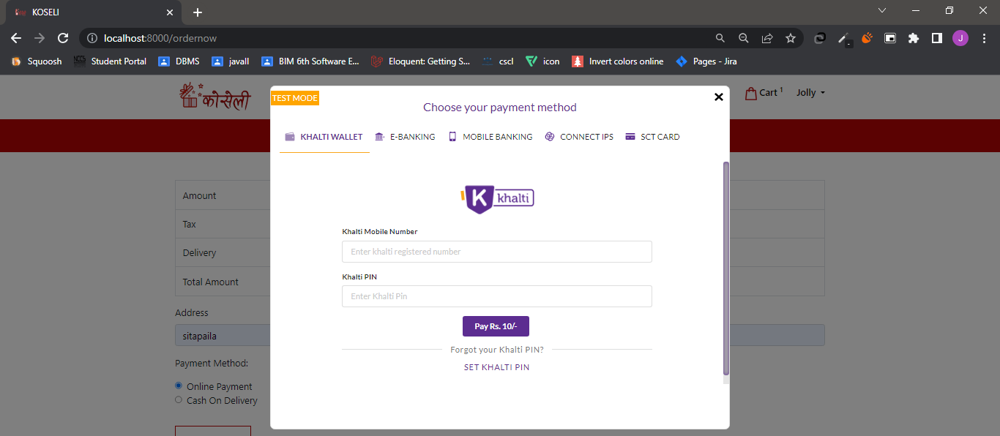 KOSELI
localhost:8000/ordernow
J
Squoosh
Student Portal
DBMS
javaII
BIM 6th Software E...
Eloquent: Getting S...
cscl
icon
Invert colors online
Pages - Jira
कोसेली
Cart 1
Jolly
TEST MODE
Choose your payment method
KHALTI WALLET
E-BANKING
MOBILE BANKING
CONNECT IPS
SCT CARD
K khalti
Khalti Mobile Number
Enter khalti registered number
Khalti PIN
Enter Khalti Pin
Pay Rs. 10/-
Forgot your Khalti PIN?
SET KHALTI PIN
Amount
Tax
Delivery
Total Amount
Address
sitapaila
Payment Method:
Online Payment
Cash On Delivery